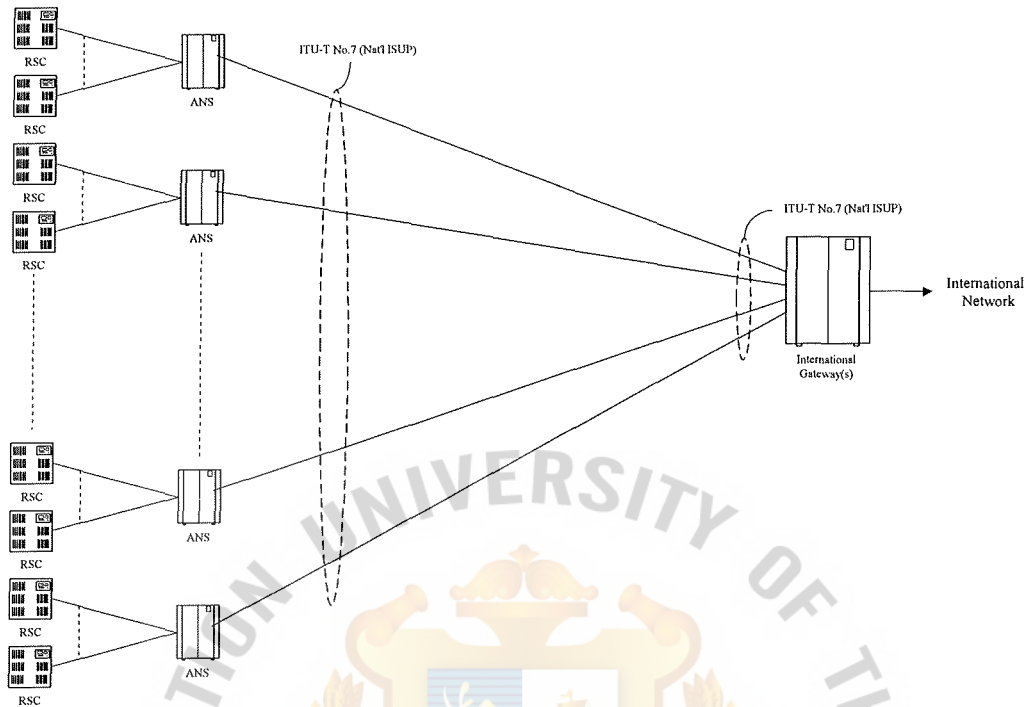 RSC
RSC
ANS
ITU-T No.7 (Nat'l ISUP)
RSC
RSC
ANS
ITU-T No.7 (Nat'l ISUP)
International
Network
International
Gateway(s)
RSC
RSC
ANS
RSC
RSC
ANS
UNIVERSITY OF